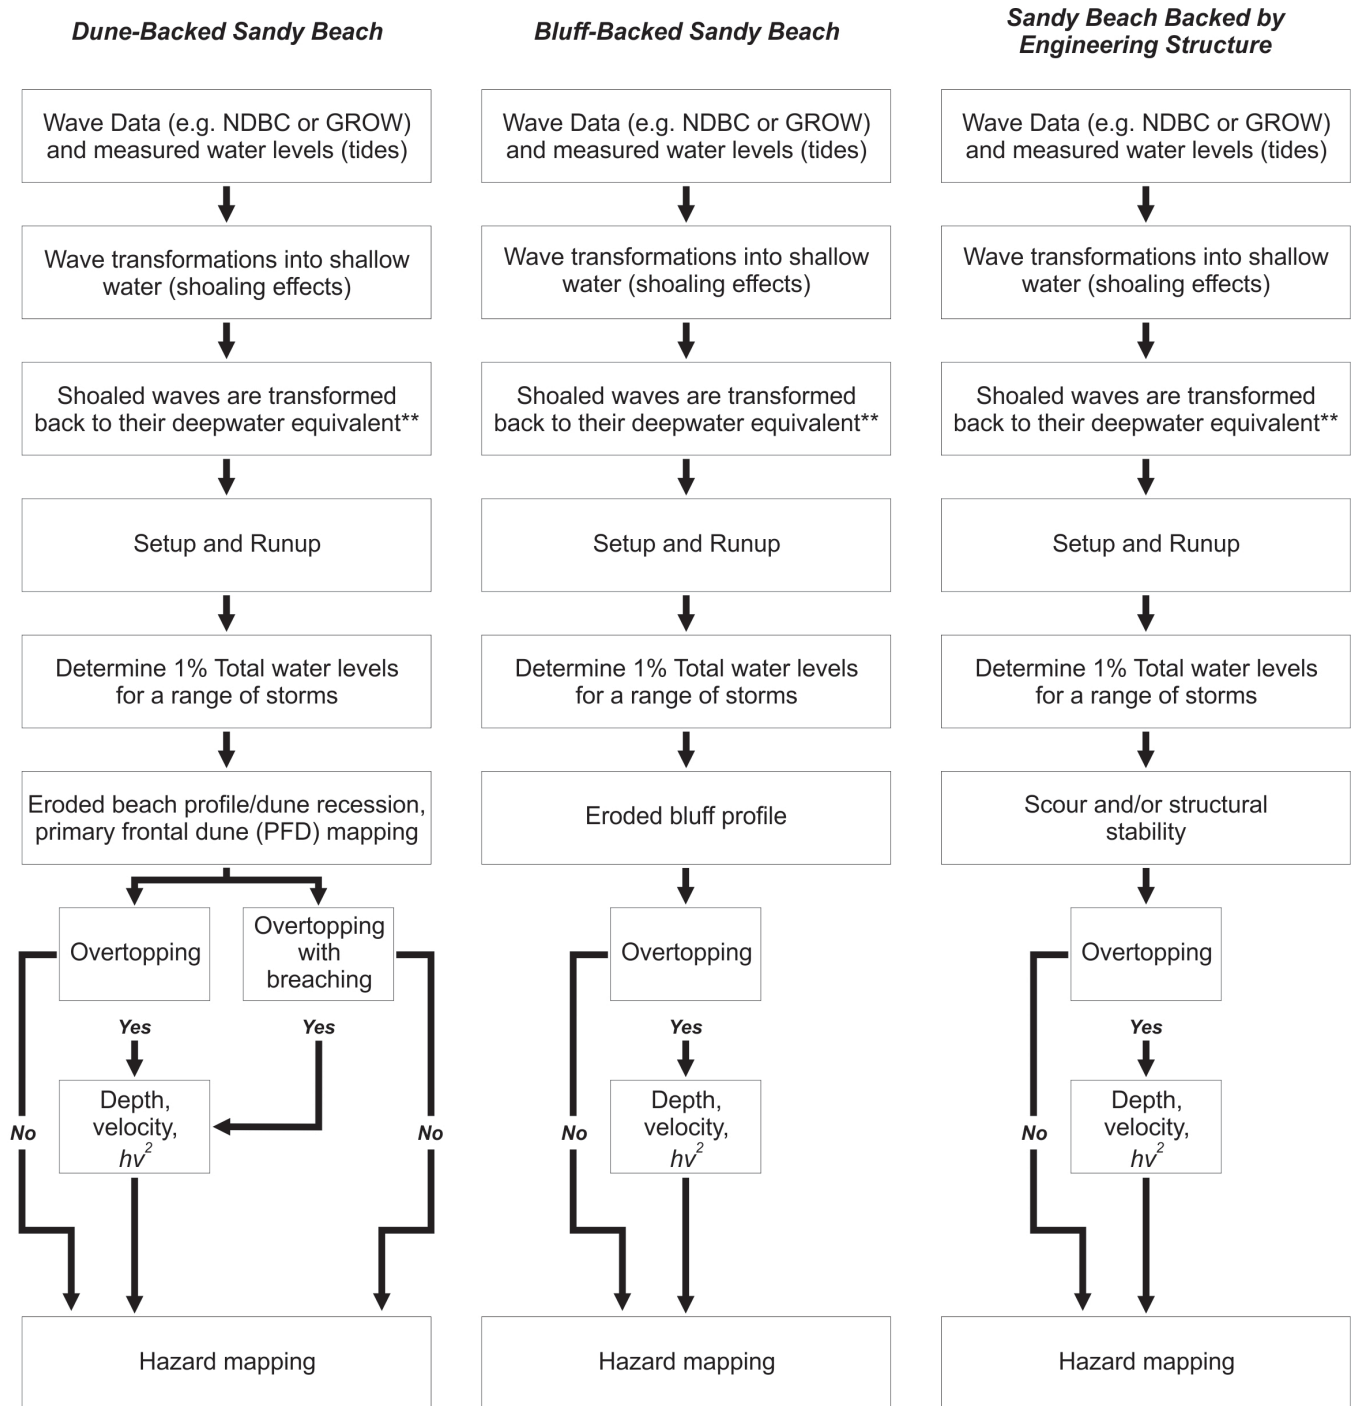 Dune-Backed Sandy Beach
Wave Data (e.g. NDBC or GROW)
and measured water levels (tides)
Wave transformations into shallow
water (shoaling effects)
Shoaled waves are transformed
back to their deepwater equivalent**
Setup and Runup
Determine 1% Total water levels
for a range of storms
Eroded beach profile/dune recession,
primary frontal dune (PFD) mapping
Overtopping
Overtopping
with
breaching
Yes
Yes
Depth,
velocity,
hv²
No
No
Hazard mapping
Bluff-Backed Sandy Beach
Wave Data (e.g. NDBC or GROW)
and measured water levels (tides)
Wave transformations into shallow
water (shoaling effects)
Shoaled waves are transformed
back to their deepwater equivalent**
Setup and Runup
Determine 1% Total water levels
for a range of storms
Eroded bluff profile
Overtopping
Yes
Depth,
velocity,
hv²
No
Hazard mapping
Sandy Beach Backed by
Engineering Structure
Wave Data (e.g. NDBC or GROW)
and measured water levels (tides)
Wave transformations into shallow
water (shoaling effects)
Shoaled waves are transformed
back to their deepwater equivalent**
Setup and Runup
Determine 1% Total water levels
for a range of storms
Scour and/or structural
stability
Overtopping
Yes
Depth,
velocity,
hv²
No
Hazard mapping